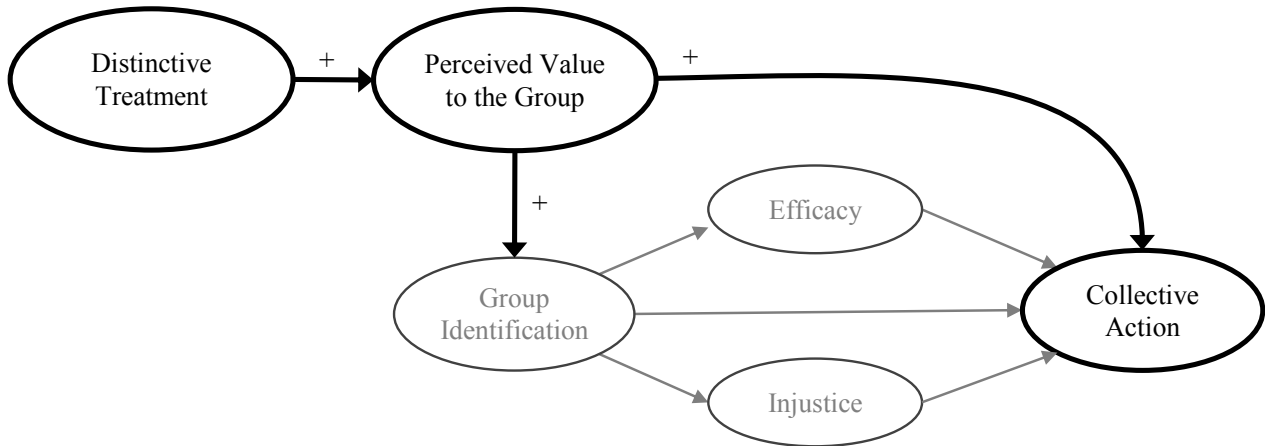 Distinctive
Treatment
+
Perceived Value
to the Group
+
+
Efficacy
Group
Identification
Collective
Action
Injustice